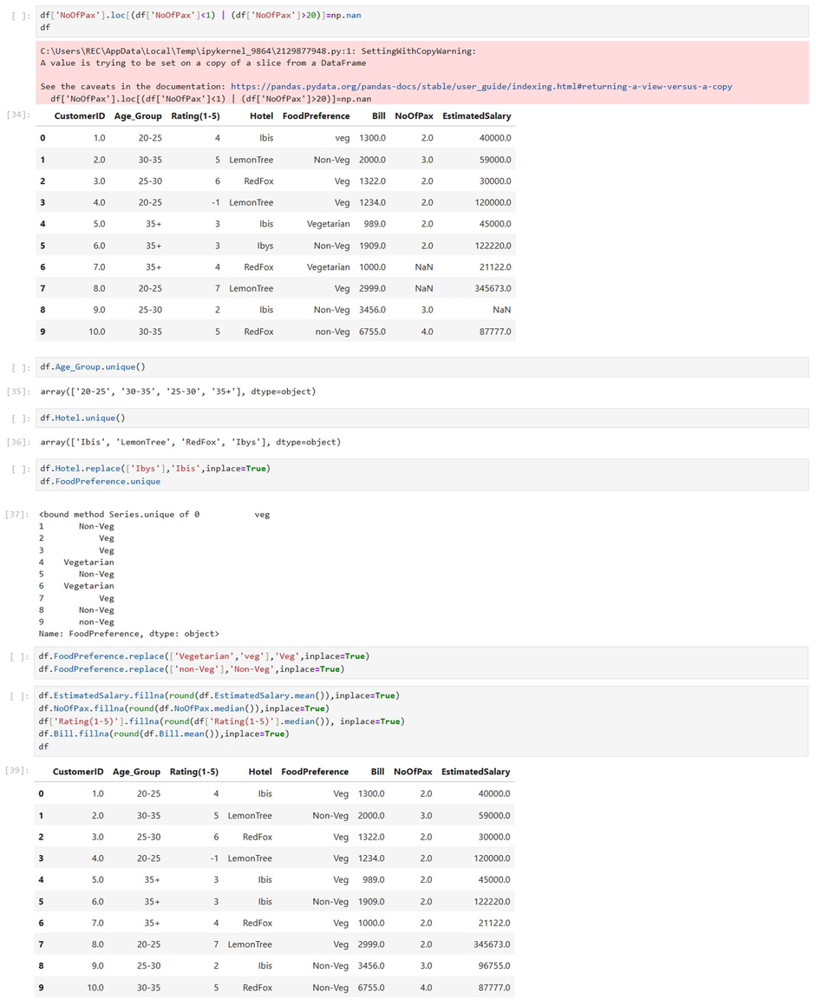 [ ]: df['NoOfPax'].loc[(df['NoOfPax']<1) | (df['NoOfPax']>20)]=np.nan
df
C:\Users\REC\AppData\Local\Temp\ipykernel_9864\2129877948.py:1: SettingWithCopyWarning:
A value is trying to be set on a copy of a slice from a DataFrame
See the caveats in the documentation: https://pandas.pydata.org/pandas-docs/stable/user_guide/indexing.html#returning-a-view-versus-a-copy
df['NoOfPax'].loc[(df['NoOfPax']<1) | (df['NoOfPax']>20)]=np.nan
[34]: CustomerID Age_Group Rating(1-5) Hotel FoodPreference Bill NoOfPax EstimatedSalary
0 1.0 20-25 4 Ibis veg 1300.0 2.0 40000.0
1 2.0 30-35 5 LemonTree Non-Veg 2000.0 3.0 59000.0
2 3.0 25-30 6 RedFox Veg 1322.0 2.0 30000.0
3 4.0 20-25 -1 LemonTree Veg 1234.0 2.0 120000.0
4 5.0 35+ 3 Ibis Vegetarian 989.0 2.0 45000.0
5 6.0 35+ 3 Ibys Non-Veg 1909.0 2.0 122220.0
6 7.0 35+ 4 RedFox Vegetarian 1000.0 NaN 21122.0
7 8.0 20-25 7 LemonTree Veg 2999.0 NaN 345673.0
8 9.0 25-30 2 Ibis Non-Veg 3456.0 3.0 NaN
9 10.0 30-35 5 RedFox non-Veg 6755.0 4.0 87777.0
[ ]: df.Age_Group.unique()
[35]: array(['20-25', '30-35', '25-30', '35+'], dtype=object)
[ ]: df.Hotel.unique()
[36]: array(['Ibis', 'LemonTree', 'RedFox', 'Ibys'], dtype=object)
[ ]: df.Hotel.replace(['Ibys'],'Ibis',inplace=True)
df.FoodPreference.unique
[37]: <bound method Series.unique of 0 veg
1 Non-Veg
2 Veg
3 Veg
4 Vegetarian
5 Non-Veg
6 Vegetarian
7 Veg
8 Non-Veg
9 non-Veg
Name: FoodPreference, dtype: object>
[ ]: df.FoodPreference.replace(['Vegetarian','veg'],'Veg',inplace=True)
df.FoodPreference.replace(['non-Veg'],'Non-Veg',inplace=True)
[ ]: df.EstimatedSalary.fillna(round(df.EstimatedSalary.mean()),inplace=True)
df.NoOfPax.fillna(round(df.NoOfPax.median()),inplace=True)
df['Rating(1-5)'].fillna(round(df['Rating(1-5)'].median()), inplace=True)
df.Bill.fillna(round(df.Bill.mean()),inplace=True)
df
[39]: CustomerID Age_Group Rating(1-5) Hotel FoodPreference Bill NoOfPax EstimatedSalary
0 1.0 20-25 4 Ibis Veg 1300.0 2.0 40000.0
1 2.0 30-35 5 LemonTree Non-Veg 2000.0 3.0 59000.0
2 3.0 25-30 6 RedFox Veg 1322.0 2.0 30000.0
3 4.0 20-25 -1 LemonTree Veg 1234.0 2.0 120000.0
4 5.0 35+ 3 Ibis Veg 989.0 2.0 45000.0
5 6.0 35+ 3 Ibis Non-Veg 1909.0 2.0 122220.0
6 7.0 35+ 4 RedFox Veg 1000.0 2.0 21122.0
7 8.0 20-25 7 LemonTree Veg 2999.0 2.0 345673.0
8 9.0 25-30 2 Ibis Non-Veg 3456.0 3.0 96755.0
9 10.0 30-35 5 RedFox Non-Veg 6755.0 4.0 87777.0